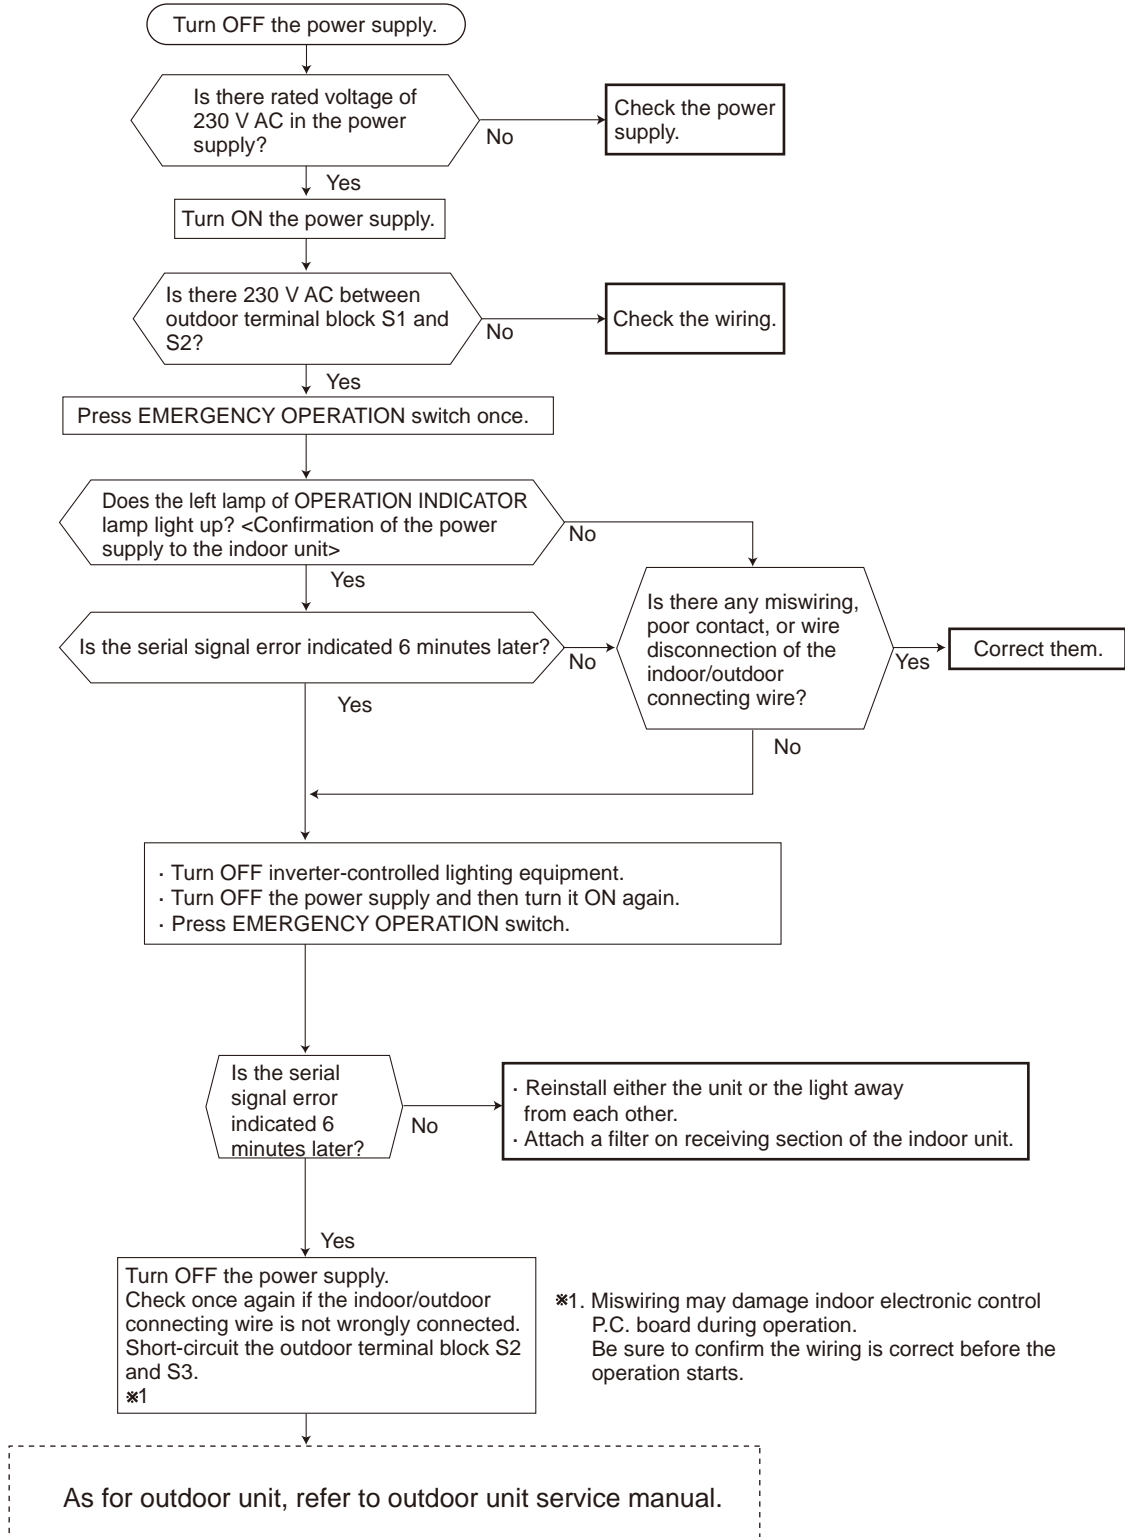 Turn OFF the power supply.
Is there rated voltage of
230 V AC in the power
supply?
No
Check the power
supply.
Yes
Turn ON the power supply.
Is there 230 V AC between
outdoor terminal block S1 and
S2?
No
Check the wiring.
Yes
Press EMERGENCY OPERATION switch once.
Does the left lamp of OPERATION INDICATOR
lamp light up? <Confirmation of the power
supply to the indoor unit>
No
Yes
Is the serial signal error indicated 6 minutes later?
No
Is there any miswiring,
poor contact, or wire
disconnection of the
indoor/outdoor
connecting wire?
Yes
Correct them.
Yes
No
· Turn OFF inverter-controlled lighting equipment.
· Turn OFF the power supply and then turn it ON again.
· Press EMERGENCY OPERATION switch.
Is the serial
signal error
indicated 6
minutes later?
No
· Reinstall either the unit or the light away
from each other.
· Attach a filter on receiving section of the indoor unit.
Yes
Turn OFF the power supply.
Check once again if the indoor/outdoor
connecting wire is not wrongly connected.
Short-circuit the outdoor terminal block S2
and S3.
※1
※1. Miswiring may damage indoor electronic control
P.C. board during operation.
Be sure to confirm the wiring is correct before the
operation starts.
As for outdoor unit, refer to outdoor unit service manual.